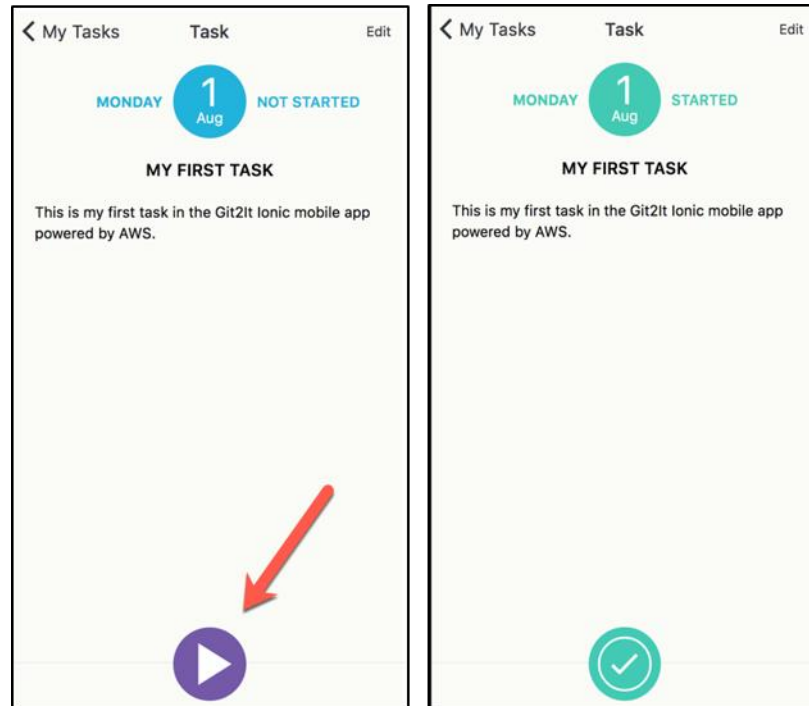 My Tasks Task Edit
MONDAY 1 Aug NOT STARTED
MY FIRST TASK
This is my first task in the Git2It Ionic mobile app
powered by AWS.
My Tasks Task Edit
MONDAY 1 Aug STARTED
MY FIRST TASK
This is my first task in the Git2It Ionic mobile app
powered by AWS.